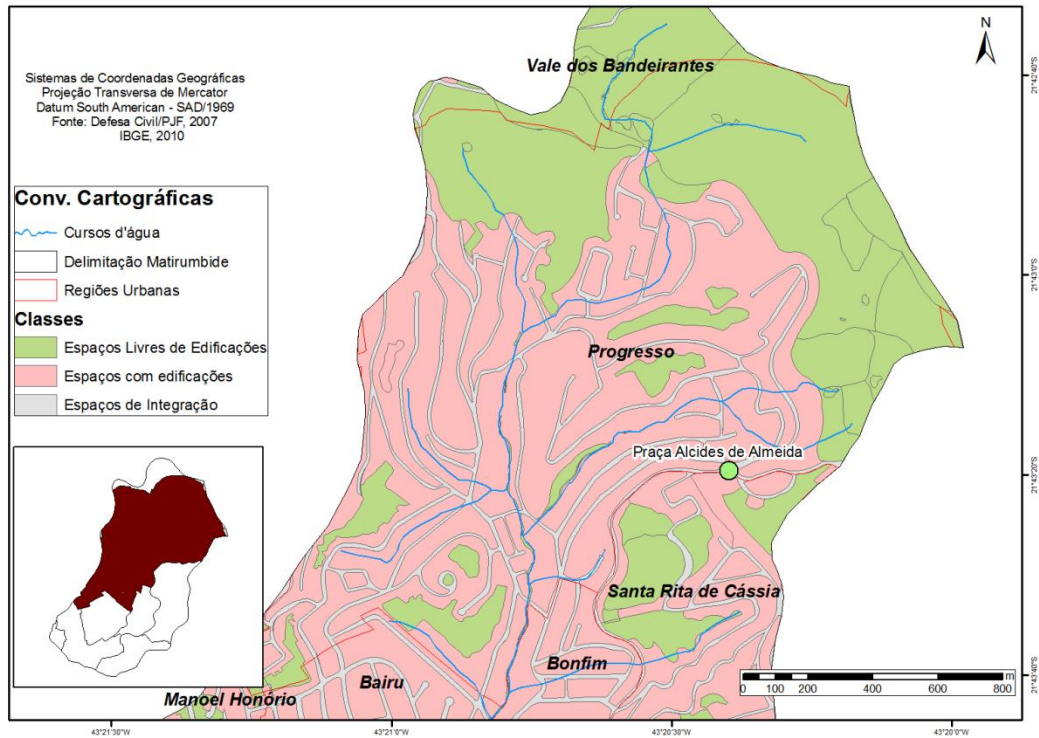 N
Vale dos Bandeirantes
Sistemas de Coordenadas Geográficas
Projeção Transversa de Mercator
Datum South American - SAD/1969
Fonte: Defesa Civil/PJF, 2007
IBGE, 2010
Conv. Cartográficas
Cursos d'água
Delimitação Matirumbide
Regiões Urbanas
Classes
Espaços Livres de Edificações
Espaços com edificações
Espaços de Integração
Progresso
Praça Alcides de Almeida
Santa Rita de Cássia
Bonfim
Bairu
Manoel Honório
0 100 200 400 600 800 m
21°42'40"S
21°43'0"S
21°43'20"S
21°43'40"S
43°21'30"W 43°21'0"W 43°20'30"W 43°20'0"W